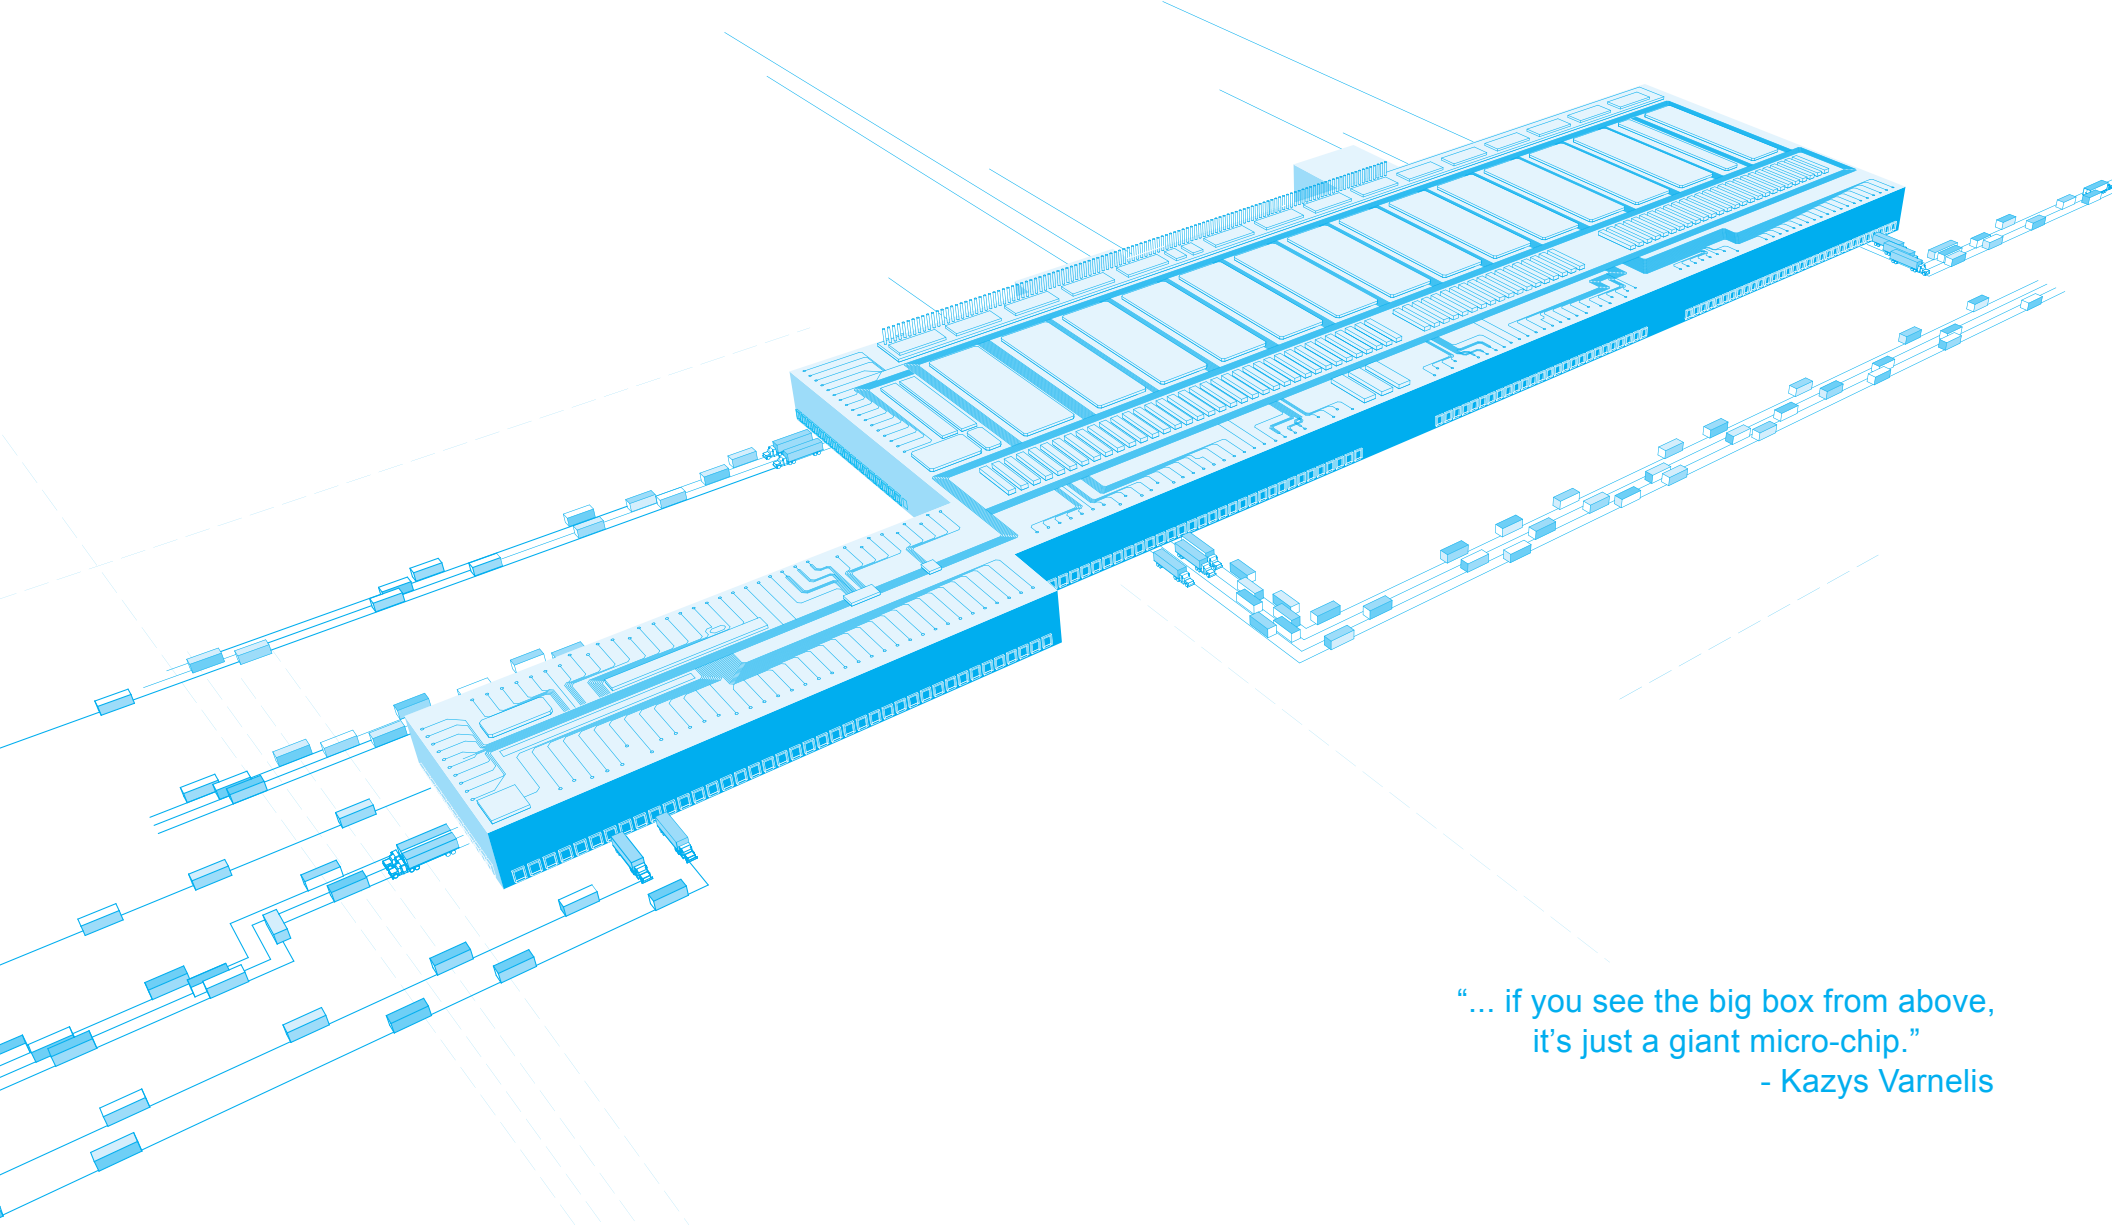 “... if you see the big box from above,
it’s just a giant micro-chip.”
- Kazys Varnelis